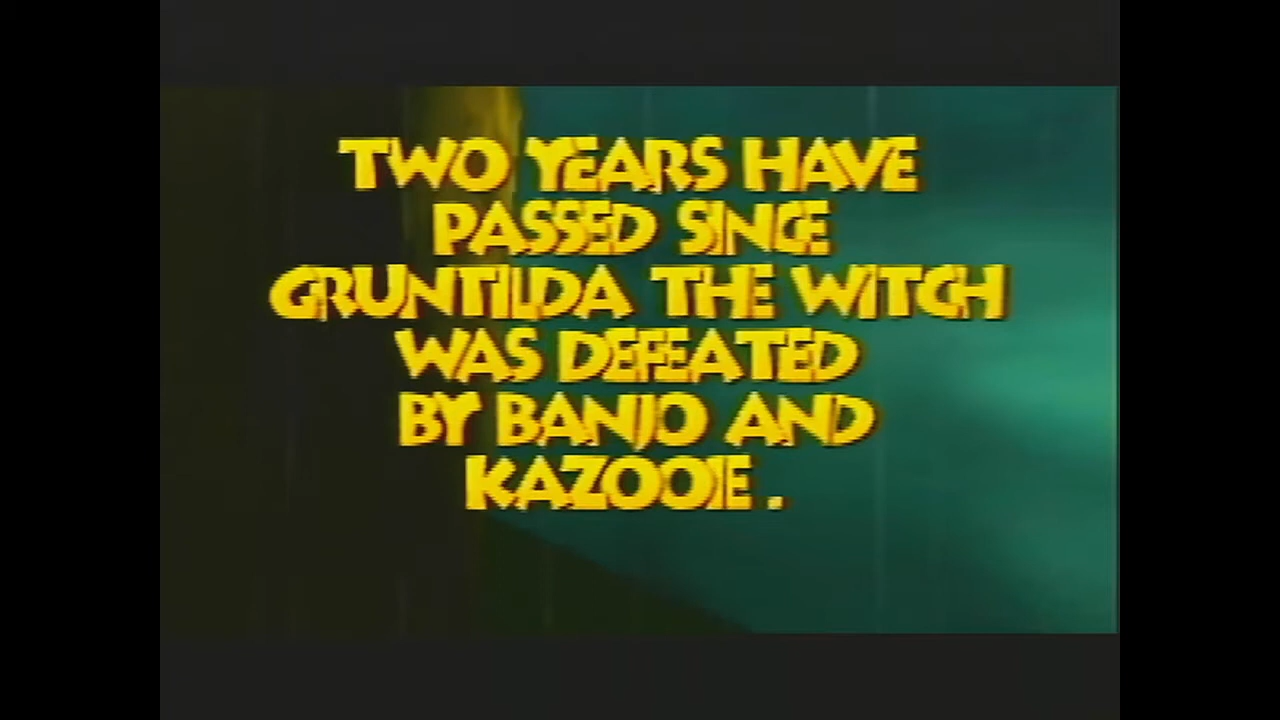 TWO YEARS HAVE
PASSED SINCE
GRUNTILDA THE WITCH
WAS DEFEATED
BY BANJO AND
KAZOOIE.